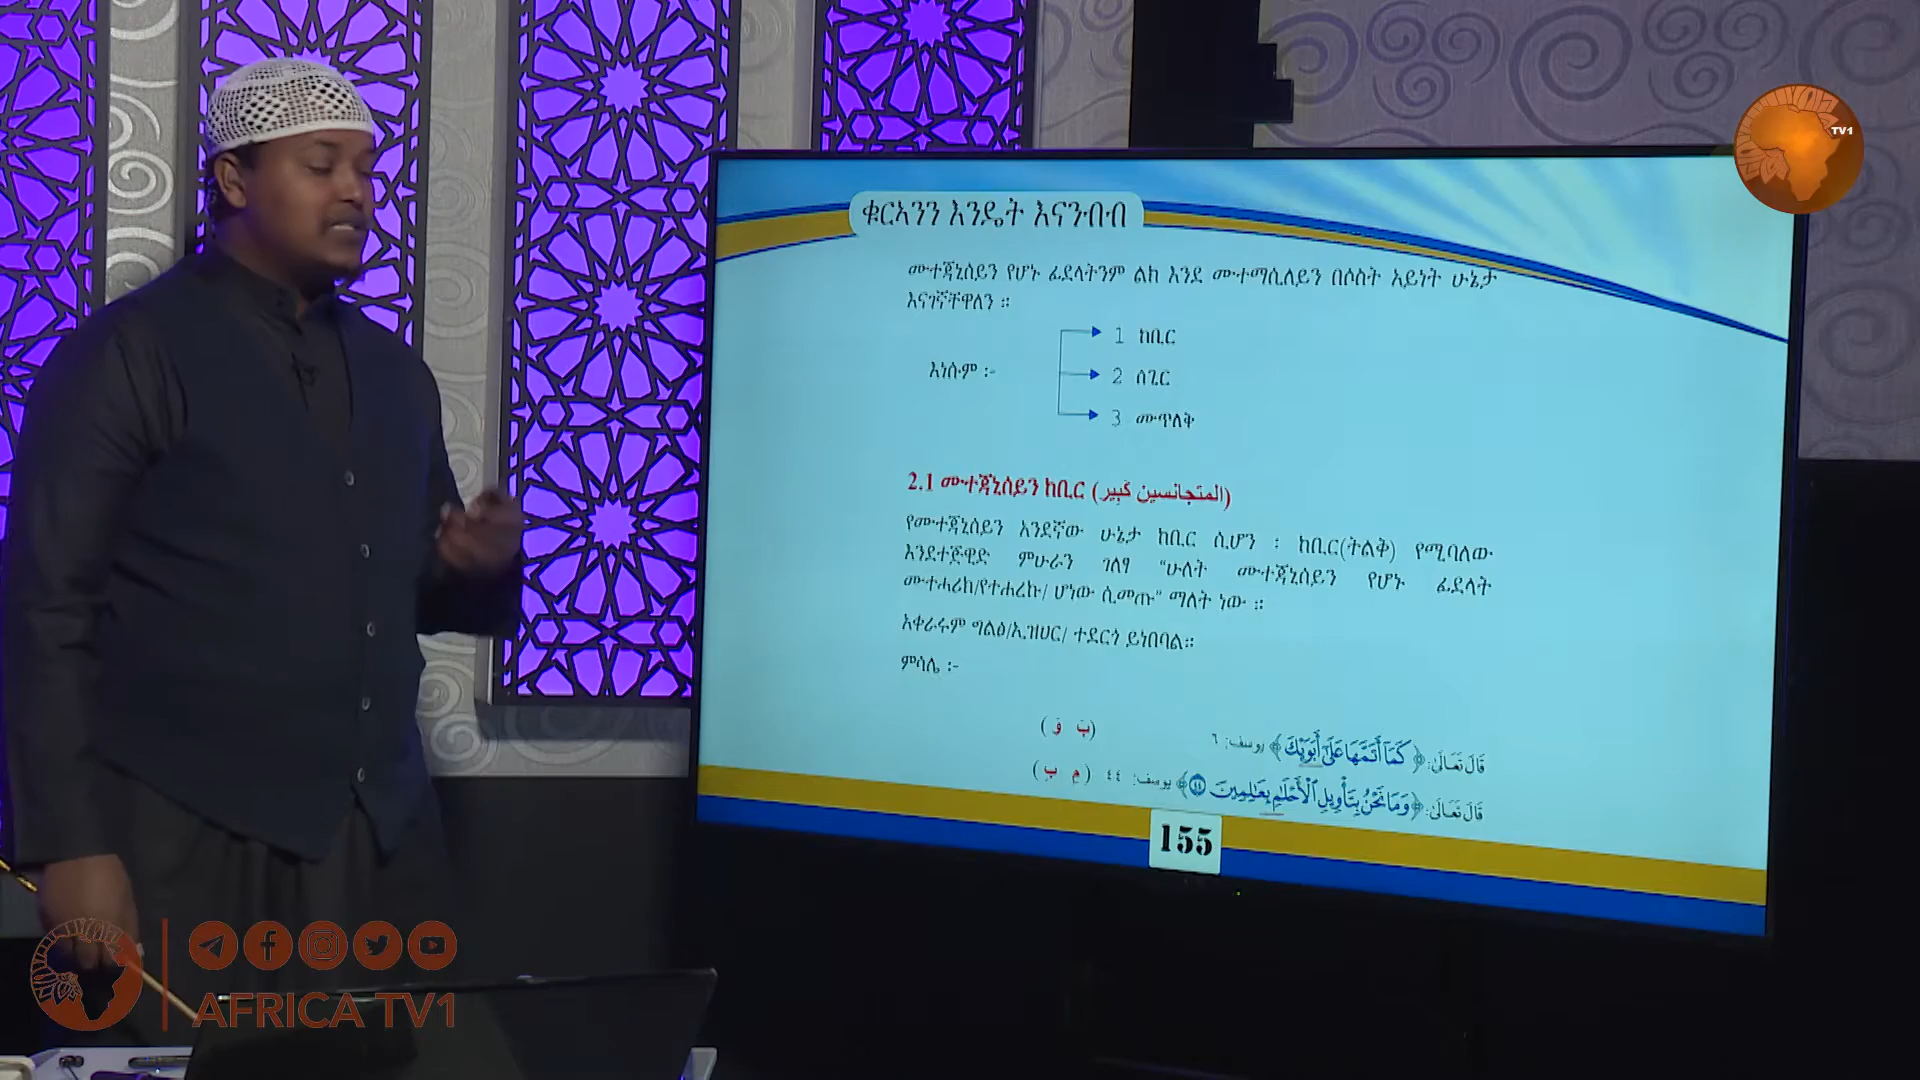 TV1
ቁርኣንን እንዴት እናንብብ
ሙተጃኒሰይን የሆኑ ፊደላትንም ልክ እንደ ሙተማሲለይን በሶስት አይነት ሁኔታ
እናገኛቸዋለን ።
1 ከቢር
እነሱም ፦
2 ሰጊር
3 ሙጥለቅ
2.1 ሙተጃኒሰይን ከቢር (المتجانسين كبير)
የሙተጃኒሰይን አንደኛው ሁኔታ ከቢር ሲሆን ፡ ከቢር(ትልቅ) የሚባለው
እንደተጅዊድ ምሁራን ገለፃ “ሁለት ሙተጃኒሰይን የሆኑ ፊደላት
ሙተሐሪክ/የተሐረኩ/ ሆነው ሲመጡ” ማለት ነው ።
አቀራሩም ግልፅ/ኢዝሀር/ ተደርጎ ይነበባል።
ምሳሌ ፦
قَالَ تَعَالَىٰ: ﴿كَمَآ أَتَمَّهَا عَلَىٰٓ أَبَوَيْكَ﴾ يوسف: ٦ (بَ وَ)
قَالَ تَعَالَىٰ: ﴿وَمَا نَحْنُ بِتَأْوِيلِ ٱلْأَحْلَٰمِ بِعَٰلِمِينَ ٤٤﴾ يوسف: ٤٤ (مِ بِ)
155
AFRICA TV1